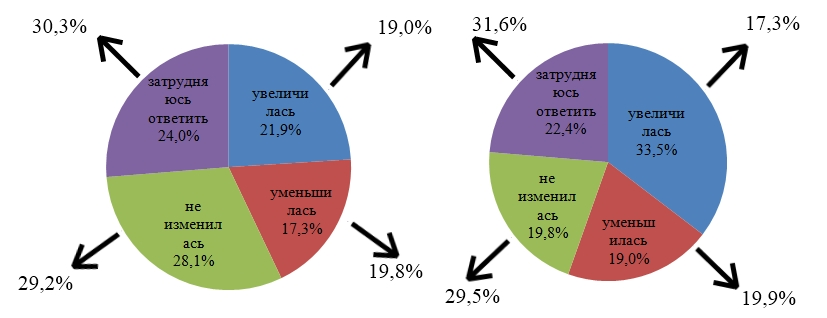 30,3%
19,0%
затрудня
юсь
ответить
24,0%
увеличи
лась
21,9%
не
изменил
ась
28,1%
уменьши
лась
17,3%
29,2%
19,8%
31,6%
17,3%
затрудня
юсь
ответить
22,4%
увеличи
лась
33,5%
не
изменил
ась
19,8%
уменьш
илась
19,0%
29,5%
19,9%